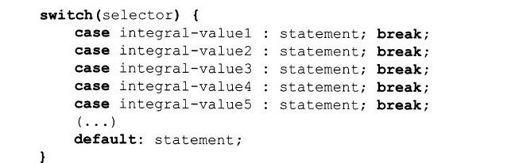 switch(selector) {
    case integral-value1 : statement; break;
    case integral-value2 : statement; break;
    case integral-value3 : statement; break;
    case integral-value4 : statement; break;
    case integral-value5 : statement; break;
    (...)
    default: statement;
}